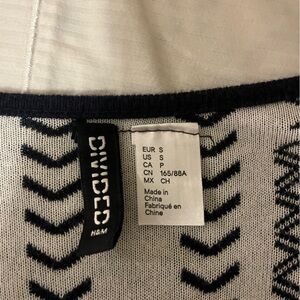 DIVIDED
H&M
EUR S
US S
CA P
CN 165/88A
MX CH
Made in
China
Fabriqué en
Chine